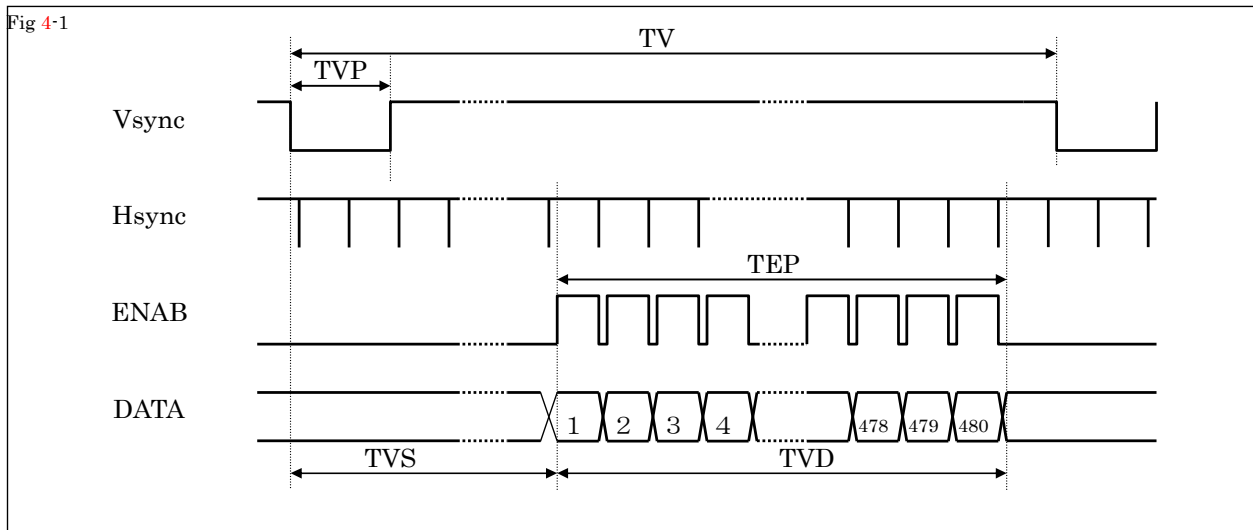 Fig 4-1
TV
TVP
Vsync
Hsync
TEP
ENAB
DATA
1 2 3 4 478 479 480
TVS TVD